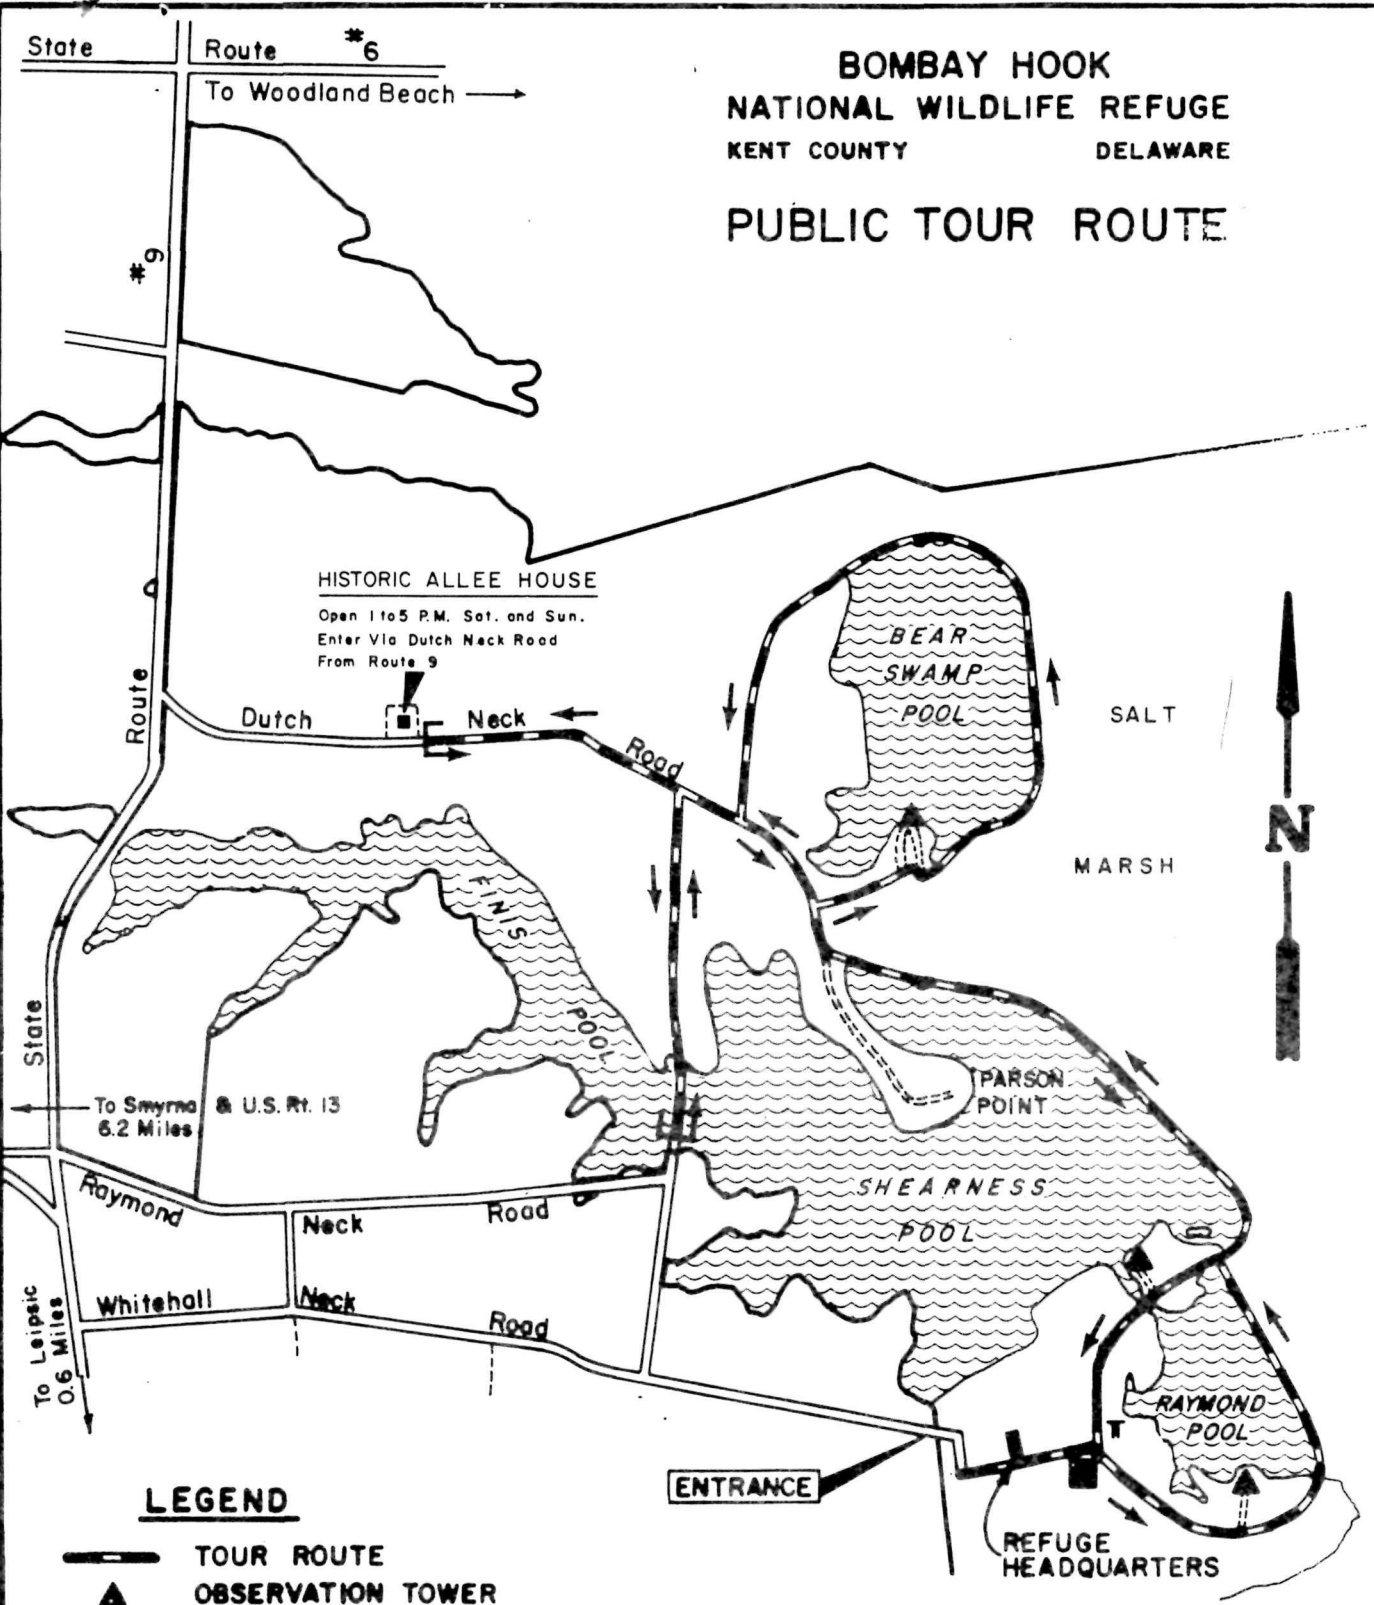 State Route #6
To Woodland Beach
BOMBAY HOOK
NATIONAL WILDLIFE REFUGE
KENT COUNTY DELAWARE
PUBLIC TOUR ROUTE
#9
HISTORIC ALLEE HOUSE
Open 1 to 5 P.M. Sat. and Sun.
Enter Via Dutch Neck Road
From Route 9
BEAR
SWAMP
POOL
Route
Dutch Neck Road
SALT
MARSH
N
FINIS
POOL
State
PARSON
POINT
To Smyrna & U.S. Rt. 13
6.2 Miles
SHEARNESS
POOL
Raymond Neck Road
Whitehall Neck Road
To Leipsic
0.6 Miles
RAYMOND
POOL
ENTRANCE
REFUGE
HEADQUARTERS
LEGEND
TOUR ROUTE
OBSERVATION TOWER